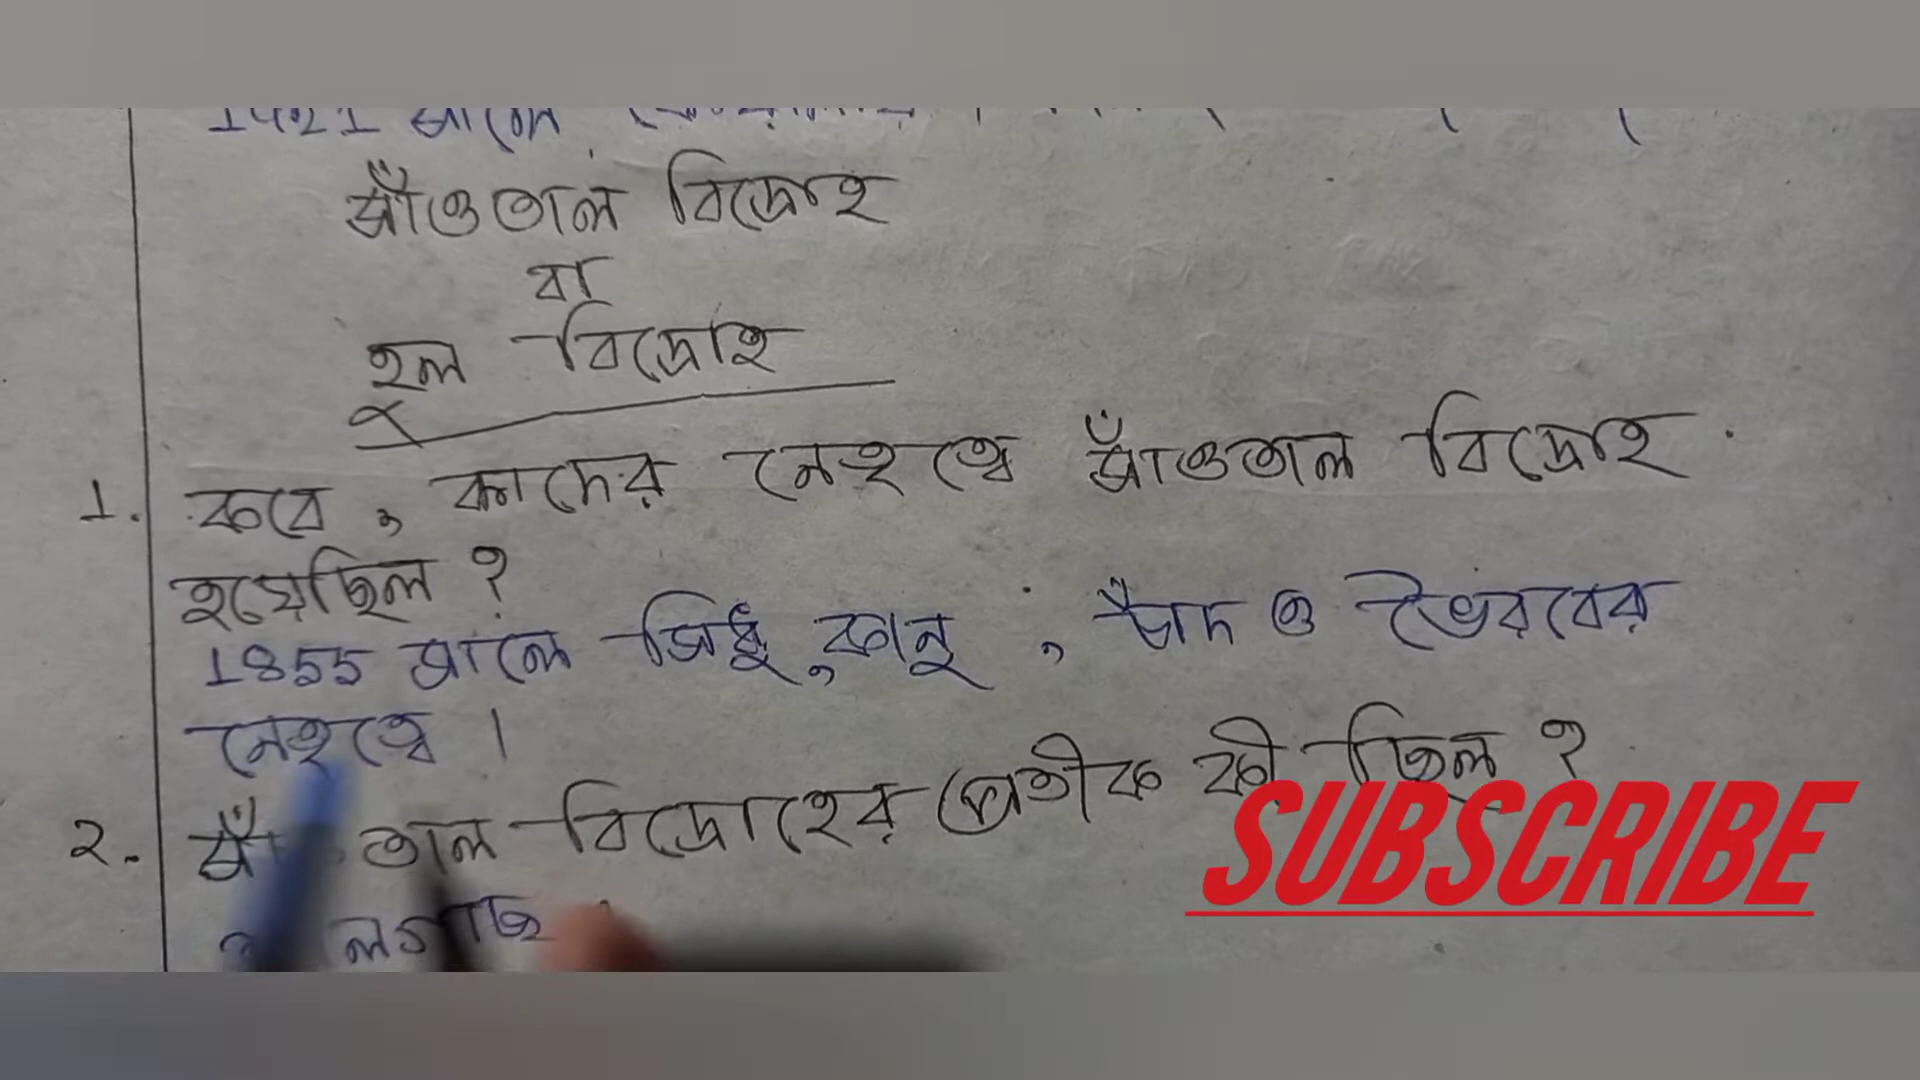 সাঁওতাল বিদ্রোহ
বা
হুল বিদ্রোহ
1. কবে, কাদের নেতৃত্বে সাঁওতাল বিদ্রোহ
হয়েছিল ?
1855 সালে সিধু, কানু, চাঁদ ও ভৈরবের
নেতৃত্বে ।
2. সাঁওতাল বিদ্রোহের প্রতীক কী ছিল ?
SUBSCRIBE